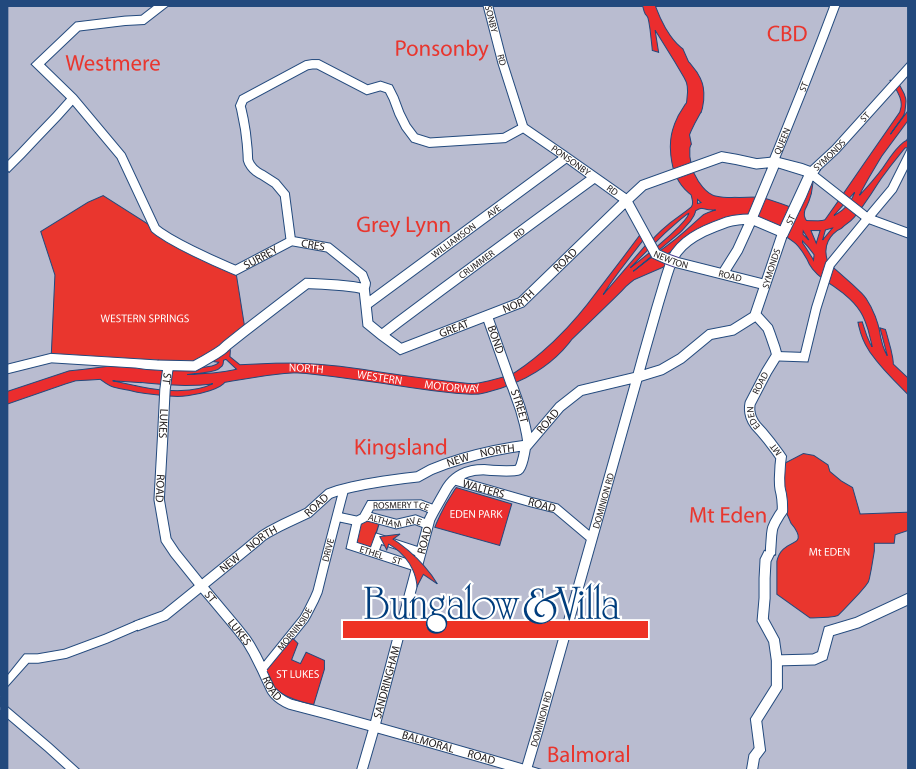 SONBY
RD
Ponsonby
CBD
Westmere
QUEEN
ST
SYMONDS
ST
PONSONBY
RD
Grey Lynn
WILLIAMSON AVE
CRUMMER RD
SURREY CRES
NEWTON ROAD
SYMONDS
ST
WESTERN SPRINGS
GREAT NORTH ROAD
BOND
STREET
NORTH WESTERN MOTORWAY
ST LUKES ROAD
MT EDEN ROAD
Kingsland
NEW NORTH ROAD
WALTERS ROAD
ROSMERY TCE
ALTHAM AVE
ETHEL ST
ROAD
EDEN PARK
DOMINION RD
Mt Eden
Mt EDEN
NEW NORTH ROAD
MORNINSIDE DRIVE
Bungalow & Villa
ST LUKES
ROAD
ST LUKES
SANDRINGHAM
DOMINION RD
BALMORAL ROAD
Balmoral